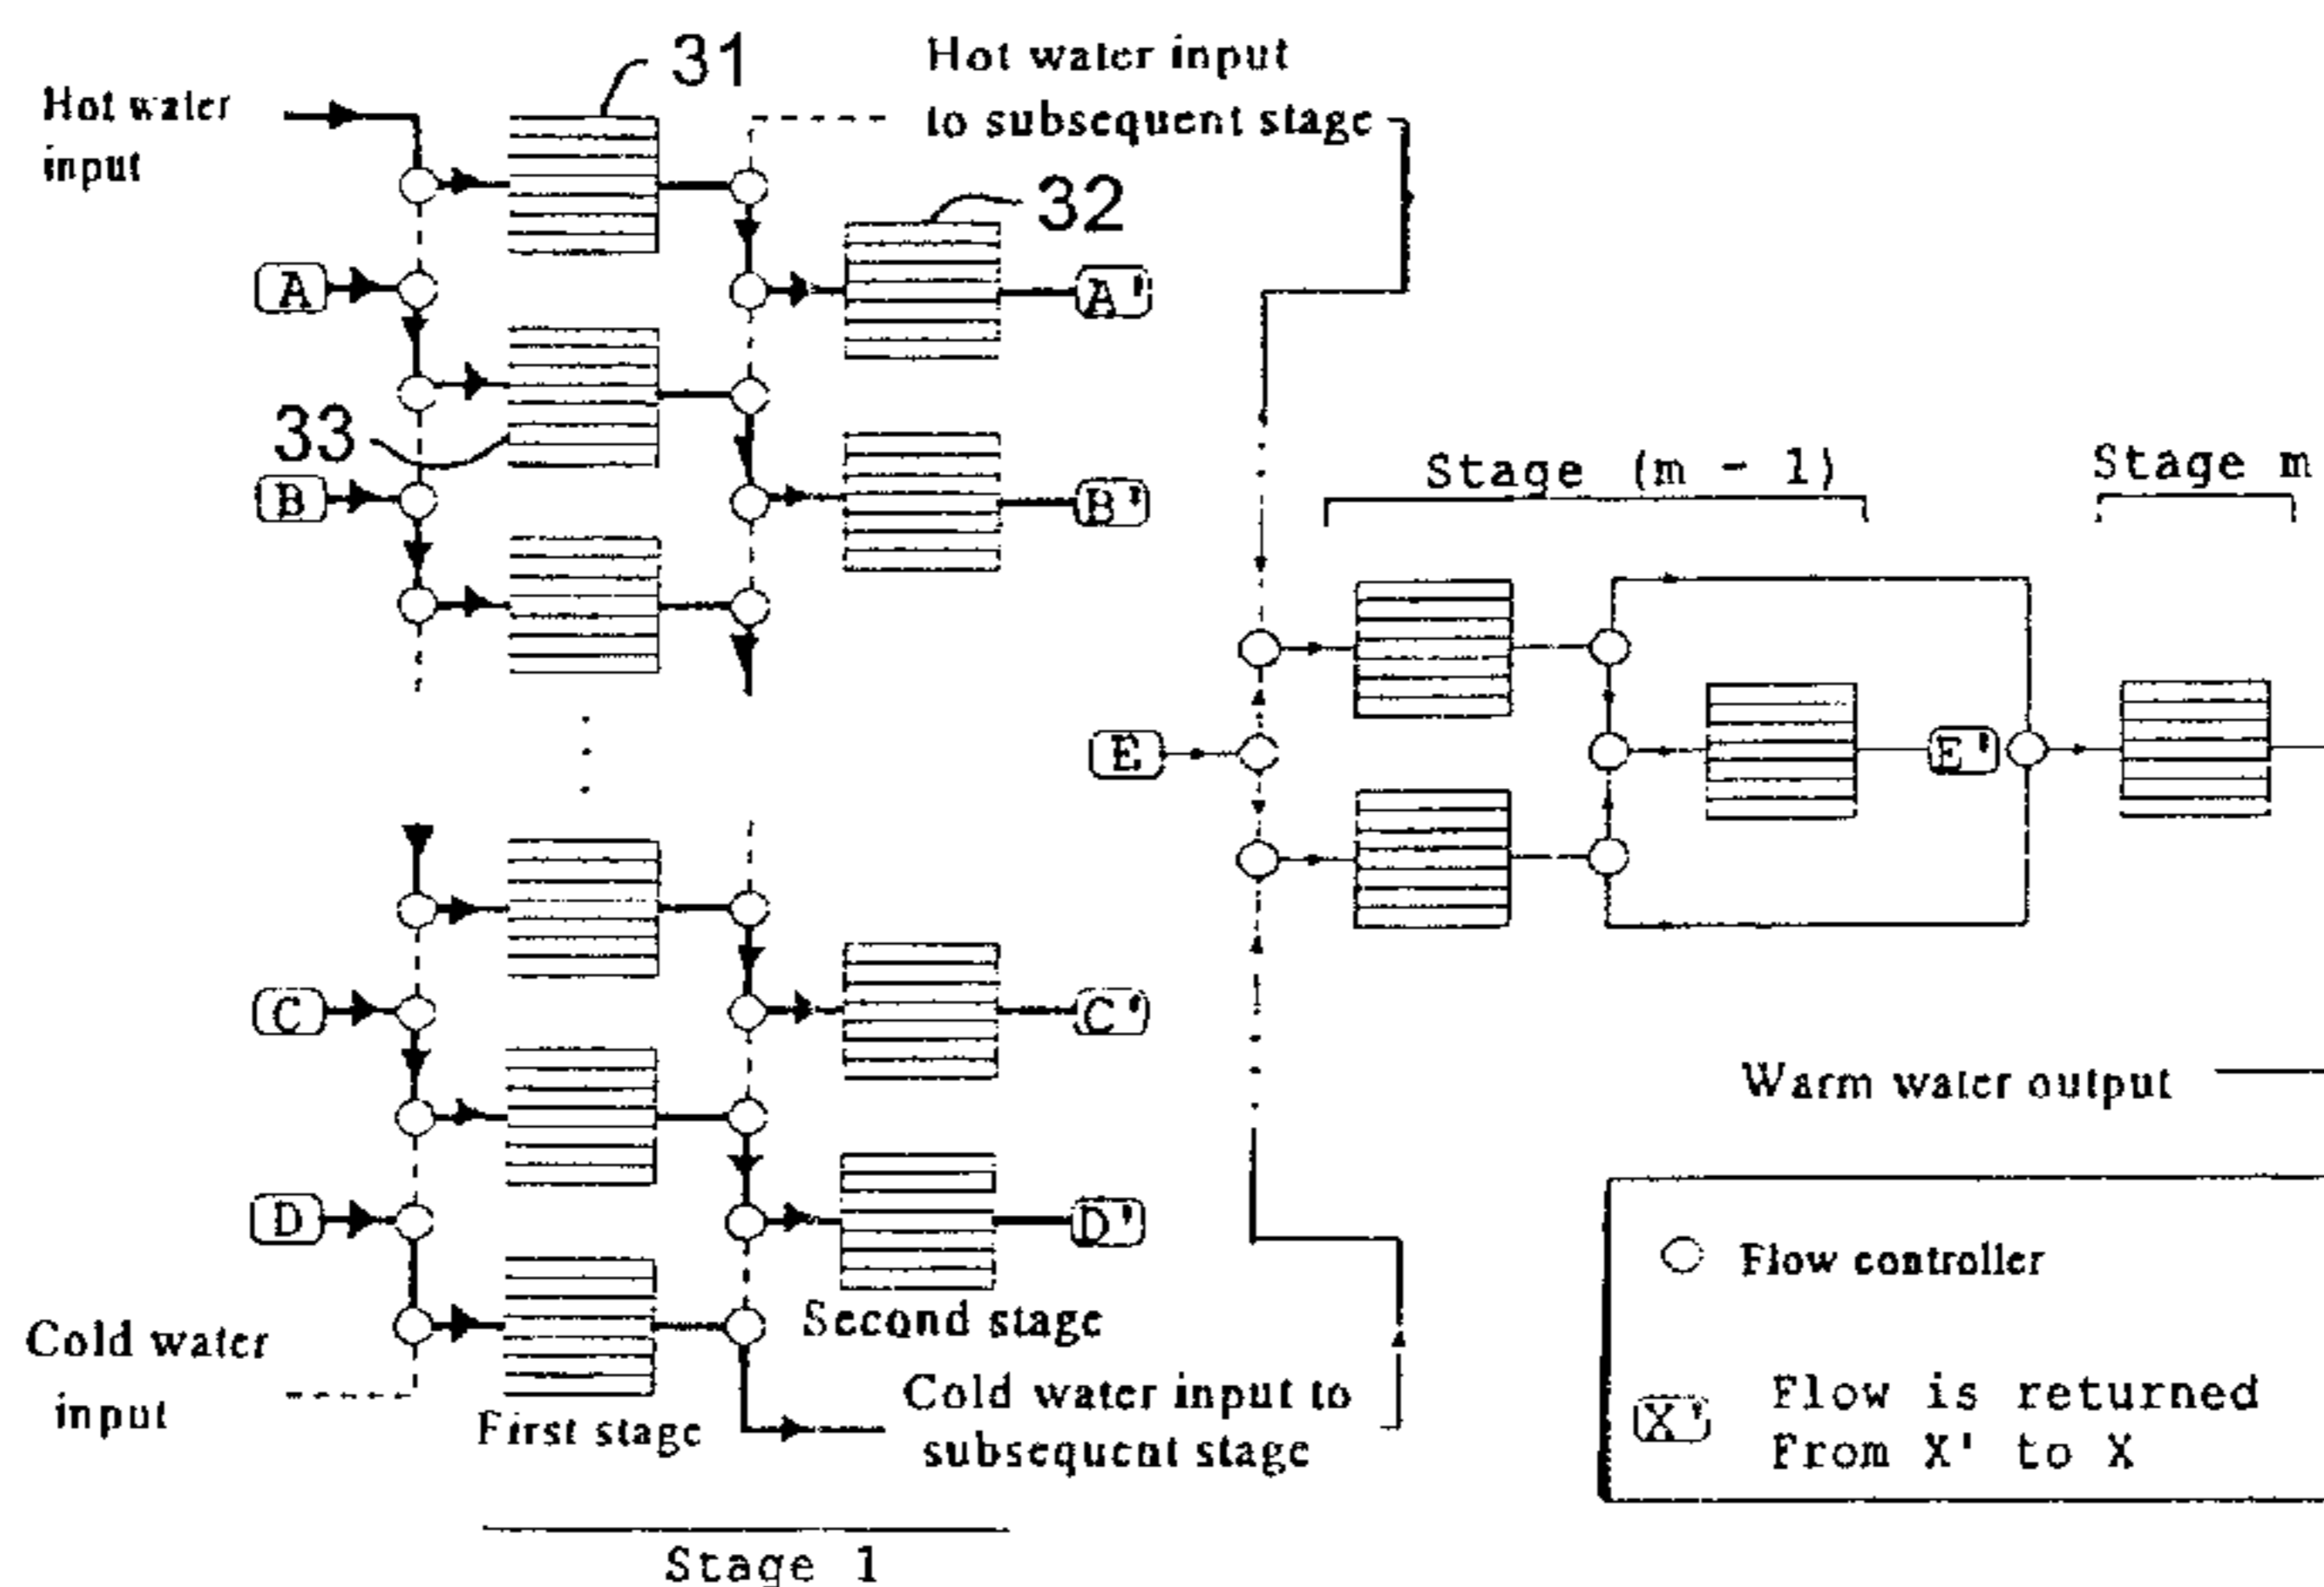 Hot water
input
31
Hot water input
to subsequent stage
32
A
A'
33
B
B'
Stage (m - 1)
Stage m
E
E'
C
C'
D
D'
Second stage
Cold water
input
First stage
Cold water input to
subsequent stage
Stage 1
Warm water output
Flow controller
X'
Flow is returned
From X' to X